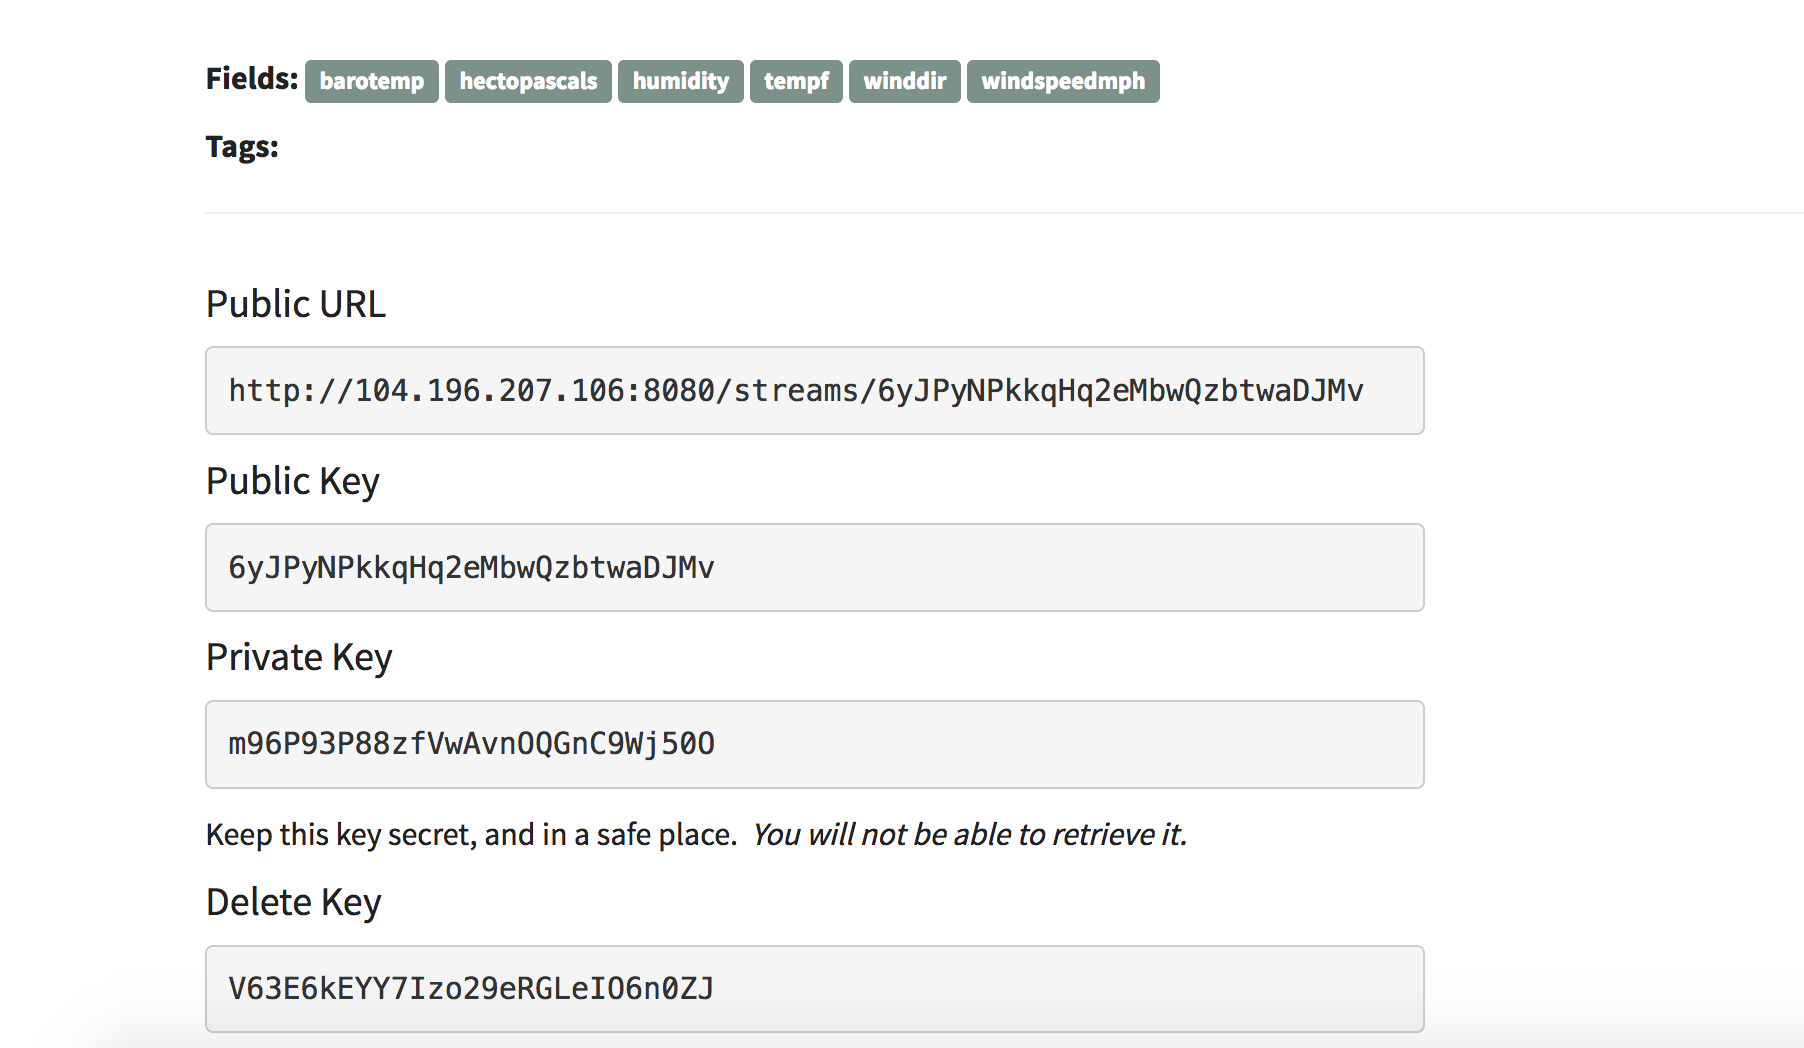 Fields: barotemp hectopascals humidity tempf winddir windspeedmph
Tags:
Public URL
http://104.196.207.106:8080/streams/6yJPyNPkkqHq2eMbwQzbtwaDJMv
Public Key
6yJPyNPkkqHq2eMbwQzbtwaDJMv
Private Key
m96P93P88zfVwAvnOQGnC9Wj50O
Keep this key secret, and in a safe place. You will not be able to retrieve it.
Delete Key
V63E6kEYY7Izo29eRGLeIO6n0ZJ